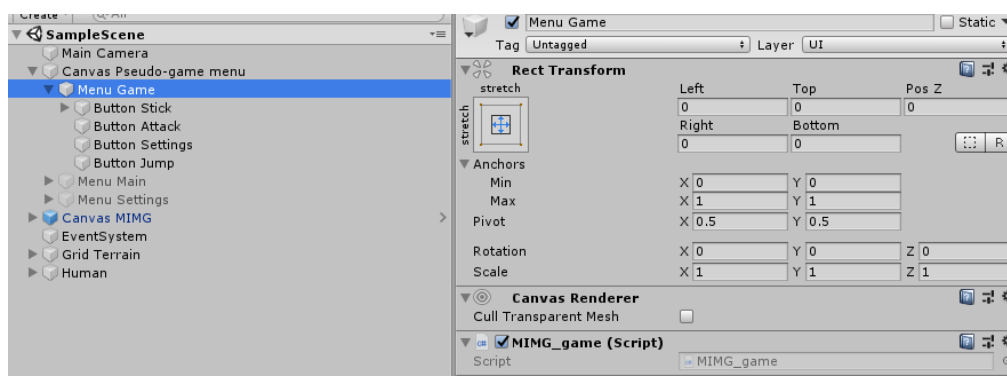 Create
All
SampleScene
Main Camera
Canvas Pseudo-game menu
Menu Game
Button Stick
Button Attack
Button Settings
Button Jump
Menu Main
Menu Settings
Canvas MIMG
EventSystem
Grid Terrain
Human
Menu Game Static
Tag Untagged Layer UI
Rect Transform
stretch Left Top Pos Z
stretch 0 0 0
Right Bottom
0 0 R
Anchors
Min X 0 Y 0
Max X 1 Y 1
Pivot X 0.5 Y 0.5
Rotation X 0 Y 0 Z 0
Scale X 1 Y 1 Z 1
Canvas Renderer
Cull Transparent Mesh
c# MIMG_game (Script)
Script MIMG_game